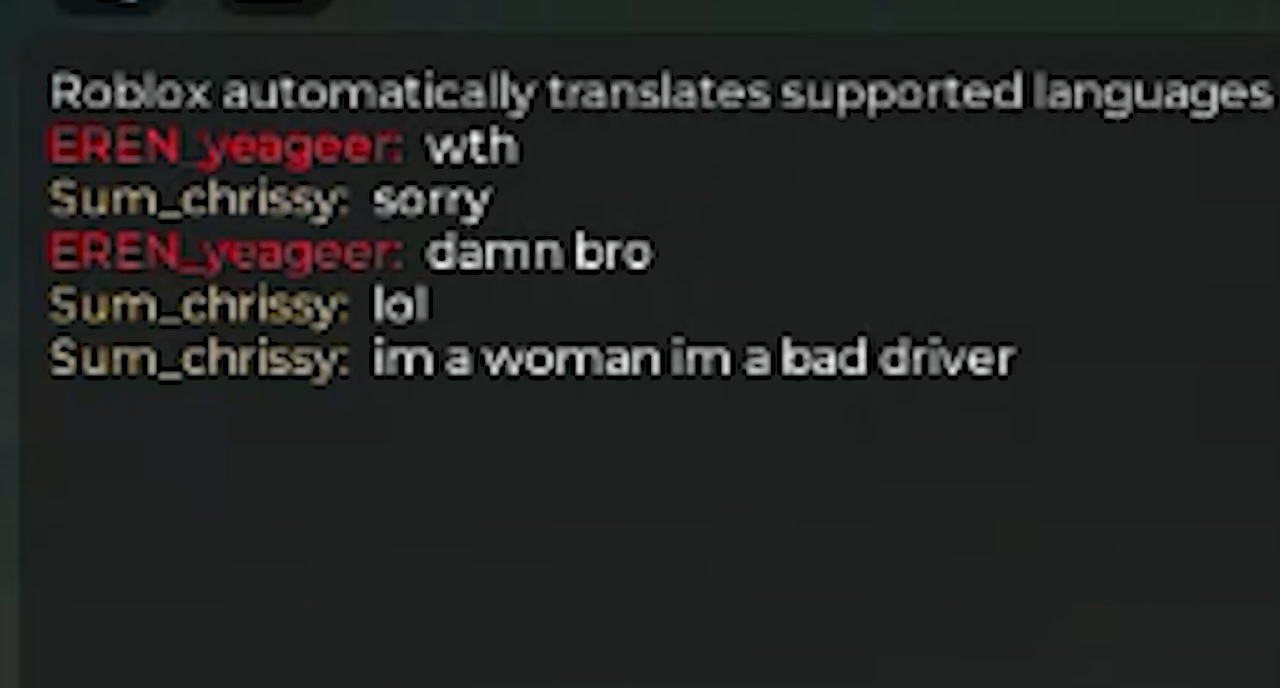 Roblox automatically translates supported languages
EREN_yeageer: wth
Sum_chrissy: sorry
EREN_yeageer: damn bro
Sum_chrissy: lol
Sum_chrissy: im a woman im a bad driver